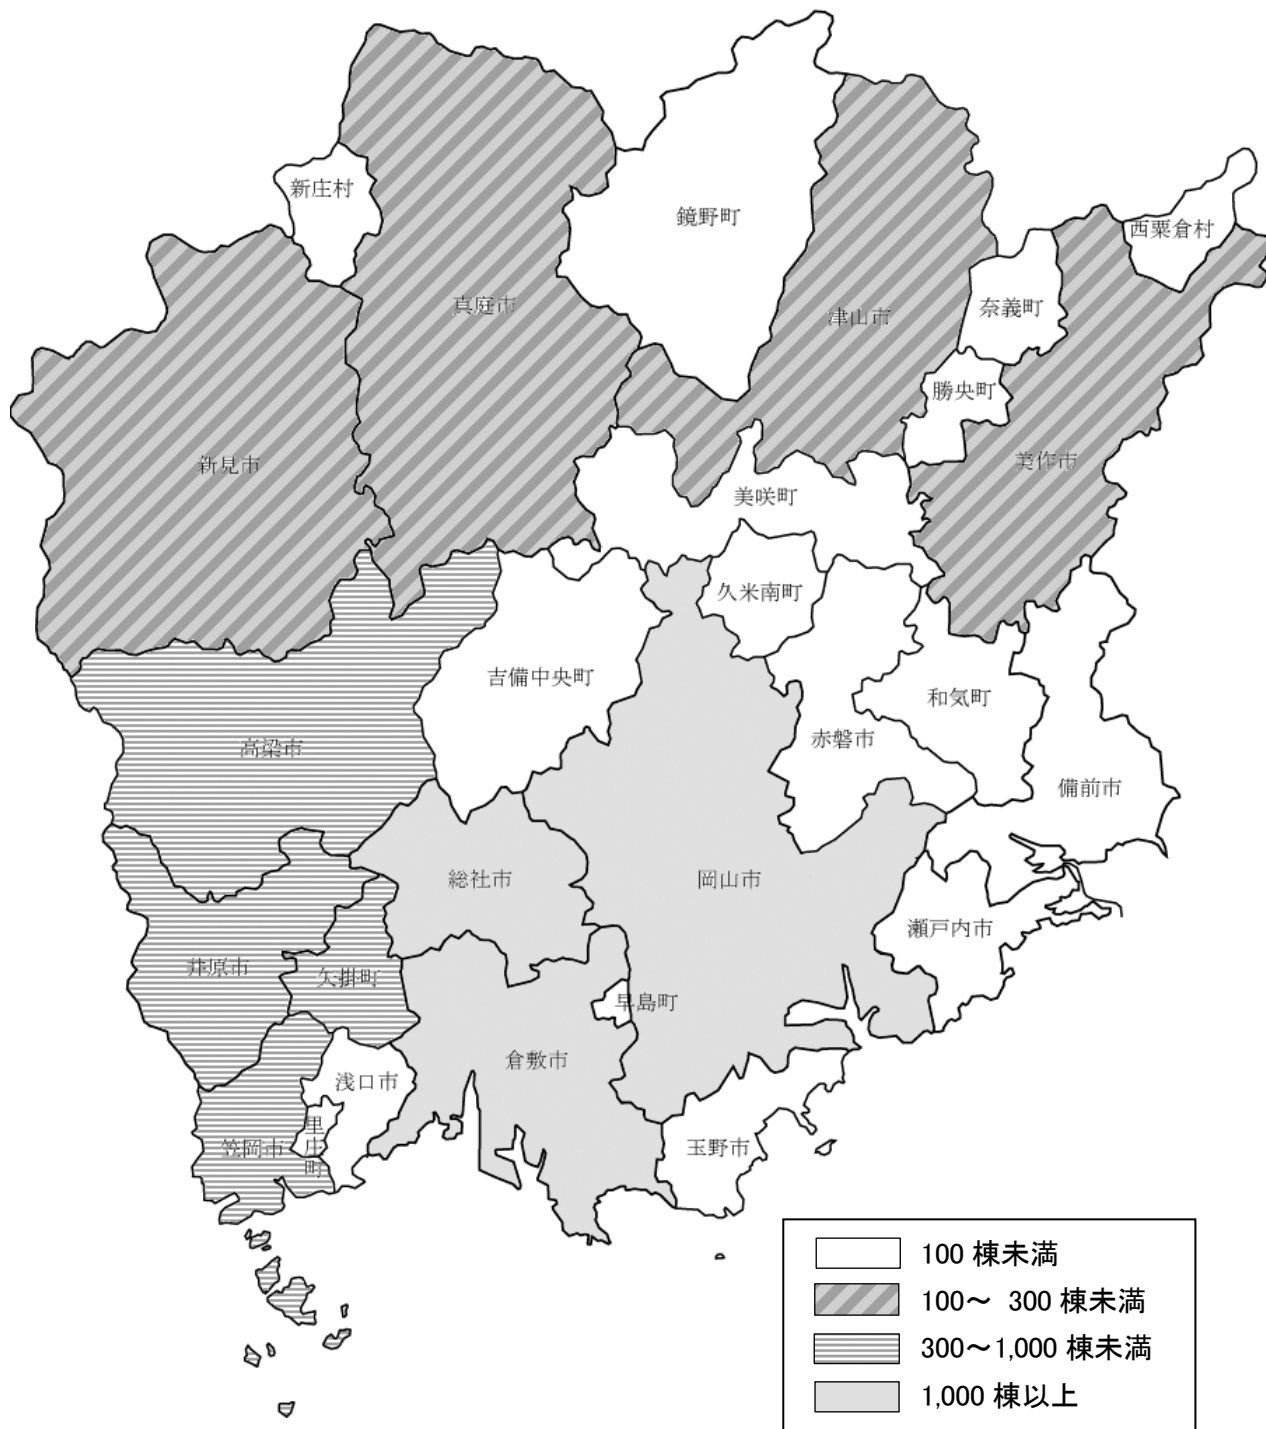 新庄村
鏡野町
西粟倉村
真庭市
津山市
奈義町
勝央町
新見市
美作市
美咲町
久米南町
吉備中央町
和気町
高梁市
赤磐市
備前市
総社市
岡山市
瀬戸内市
井原市
矢掛町
早島町
倉敷市
浅口市
里庄町
笠岡市
玉野市
100 棟未満
100～ 300 棟未満
300～1,000 棟未満
1,000 棟以上